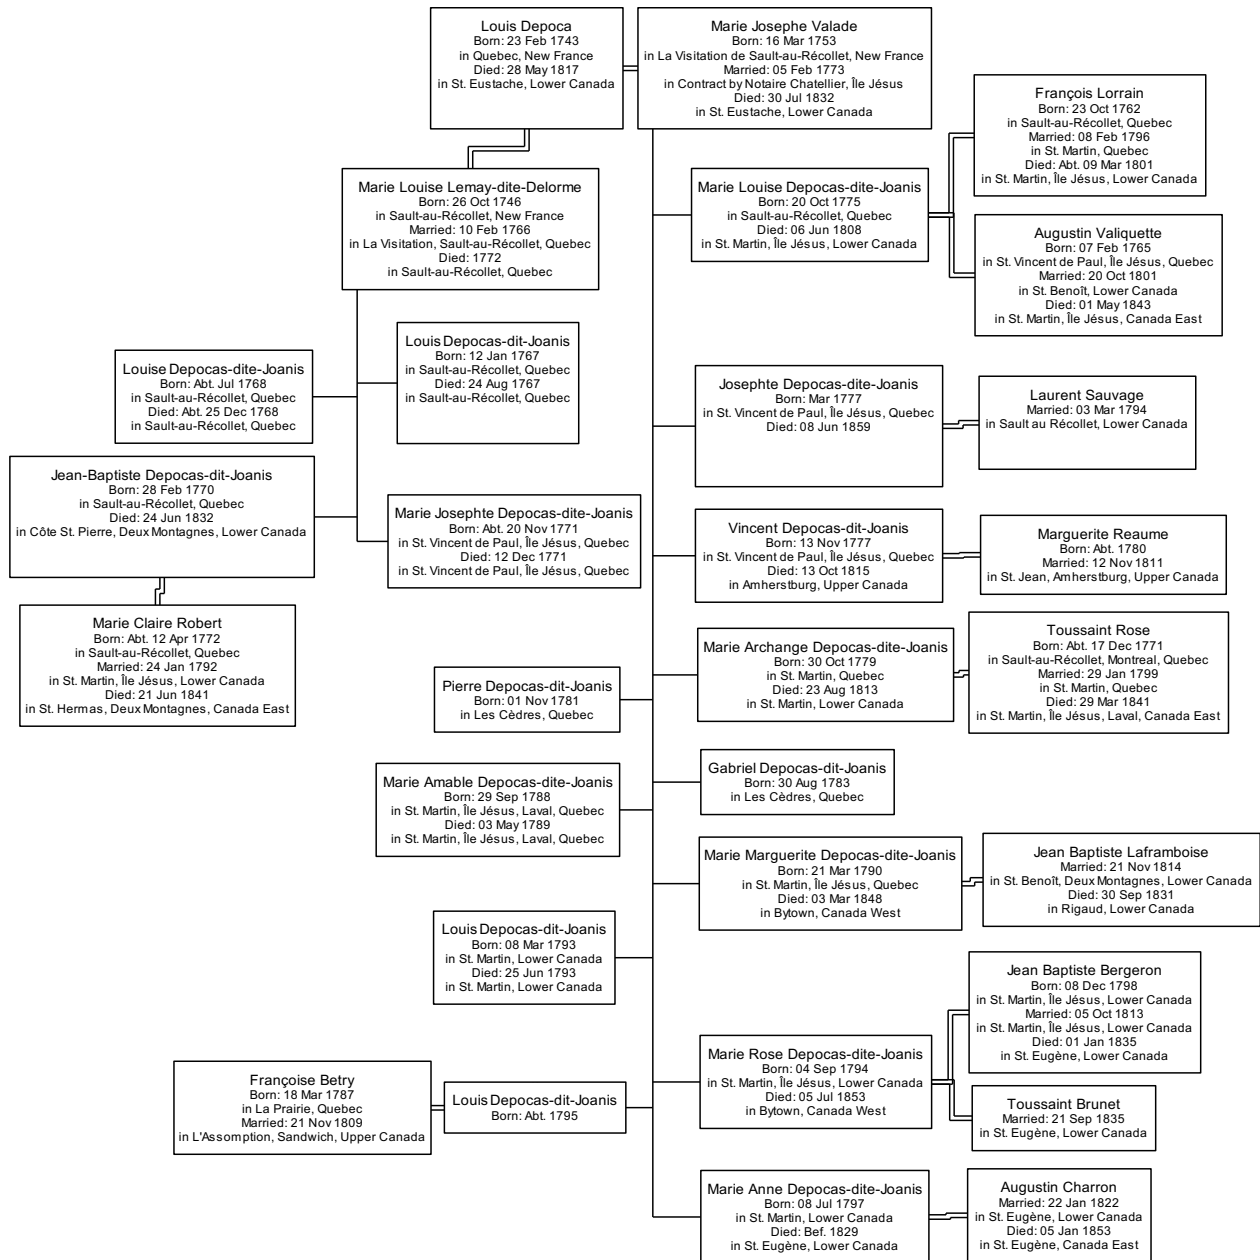 Louis Depoca
Born: 23 Feb 1743
in Quebec, New France
Died: 28 May 1817
in St. Eustache, Lower Canada
Marie Josephe Valade
Born: 16 Mar 1753
in La Visitation de Sault-au-Récollet, New France
Married: 05 Feb 1773
in Contract by Notaire Chatellier, Île Jésus
Died: 30 Jul 1832
in St. Eustache, Lower Canada
François Lorrain
Born: 23 Oct 1762
in Sault-au-Récollet, Quebec
Married: 08 Feb 1796
in St. Martin, Quebec
Died: Abt. 09 Mar 1801
in St. Martin, Île Jésus, Lower Canada
Marie Louise Lemay-dite-Delorme
Born: 26 Oct 1746
in Sault-au-Récollet, New France
Married: 10 Feb 1766
in La Visitation, Sault-au-Récollet, Quebec
Died: 1772
in Sault-au-Récollet, Quebec
Marie Louise Depocas-dite-Joanis
Born: 20 Oct 1775
in Sault-au-Récollet, Quebec
Died: 06 Jun 1808
in St. Martin, Île Jésus, Lower Canada
Augustin Valiquette
Born: 07 Feb 1765
in St. Vincent de Paul, Île Jésus, Quebec
Married: 20 Oct 1801
in St. Benoît, Lower Canada
Died: 01 May 1843
in St. Martin, Île Jésus, Canada East
Louis Depocas-dit-Joanis
Born: 12 Jan 1767
in Sault-au-Récollet, Quebec
Died: 24 Aug 1767
in Sault-au-Récollet, Quebec
Louise Depocas-dite-Joanis
Born: Abt. Jul 1768
in Sault-au-Récollet, Quebec
Died: Abt. 25 Dec 1768
in Sault-au-Récollet, Quebec
Josephte Depocas-dite-Joanis
Born: Mar 1777
in St. Vincent de Paul, Île Jésus, Quebec
Died: 08 Jun 1859
Laurent Sauvage
Married: 03 Mar 1794
in Sault au Récollet, Lower Canada
Jean-Baptiste Depocas-dit-Joanis
Born: 28 Feb 1770
in Sault-au-Récollet, Quebec
Died: 24 Jun 1832
in Côte St. Pierre, Deux Montagnes, Lower Canada
Marie Josephte Depocas-dite-Joanis
Born: Abt. 20 Nov 1771
in St. Vincent de Paul, Île Jésus, Quebec
Died: 12 Dec 1771
in St. Vincent de Paul, Île Jésus, Quebec
Vincent Depocas-dit-Joanis
Born: 13 Nov 1777
in St. Vincent de Paul, Île Jésus, Quebec
Died: 13 Oct 1815
in Amherstburg, Upper Canada
Marguerite Reaume
Born: Abt. 1780
Married: 12 Nov 1811
in St. Jean, Amherstburg, Upper Canada
Marie Claire Robert
Born: Abt. 12 Apr 1772
in Sault-au-Récollet, Quebec
Married: 24 Jan 1792
in St. Martin, Île Jésus, Lower Canada
Died: 21 Jun 1841
in St. Hermas, Deux Montagnes, Canada East
Marie Archange Depocas-dite-Joanis
Born: 30 Oct 1779
in St. Martin, Quebec
Died: 23 Aug 1813
in St. Martin, Lower Canada
Toussaint Rose
Born: Abt. 17 Dec 1771
in Sault-au-Récollet, Montreal, Quebec
Married: 29 Jan 1799
in St. Martin, Quebec
Died: 29 Mar 1841
in St. Martin, Île Jésus, Laval, Canada East
Pierre Depocas-dit-Joanis
Born: 01 Nov 1781
in Les Cèdres, Quebec
Gabriel Depocas-dit-Joanis
Born: 30 Aug 1783
in Les Cèdres, Quebec
Marie Amable Depocas-dite-Joanis
Born: 29 Sep 1788
in St. Martin, Île Jésus, Laval, Quebec
Died: 03 May 1789
in St. Martin, Île Jésus, Laval, Quebec
Marie Marguerite Depocas-dite-Joanis
Born: 21 Mar 1790
in St. Martin, Île Jésus, Quebec
Died: 03 Mar 1848
in Bytown, Canada West
Jean Baptiste Laframboise
Married: 21 Nov 1814
in St. Benoît, Deux Montagnes, Lower Canada
Died: 30 Sep 1831
in Rigaud, Lower Canada
Louis Depocas-dit-Joanis
Born: 08 Mar 1793
in St. Martin, Lower Canada
Died: 25 Jun 1793
in St. Martin, Lower Canada
Jean Baptiste Bergeron
Born: 08 Dec 1798
in St. Martin, Île Jésus, Lower Canada
Married: 05 Oct 1813
in St. Martin, Île Jésus, Lower Canada
Died: 01 Jan 1835
in St. Eugène, Lower Canada
Marie Rose Depocas-dite-Joanis
Born: 04 Sep 1794
in St. Martin, Île Jésus, Lower Canada
Died: 05 Jul 1853
in Bytown, Canada West
Françoise Betry
Born: 18 Mar 1787
in La Prairie, Quebec
Married: 21 Nov 1809
in L'Assomption, Sandwich, Upper Canada
Louis Depocas-dit-Joanis
Born: Abt. 1795
Toussaint Brunet
Married: 21 Sep 1835
in St. Eugène, Lower Canada
Marie Anne Depocas-dite-Joanis
Born: 08 Jul 1797
in St. Martin, Lower Canada
Died: Bef. 1829
in St. Eugène, Lower Canada
Augustin Charron
Married: 22 Jan 1822
in St. Eugène, Lower Canada
Died: 05 Jan 1853
in St. Eugène, Canada East